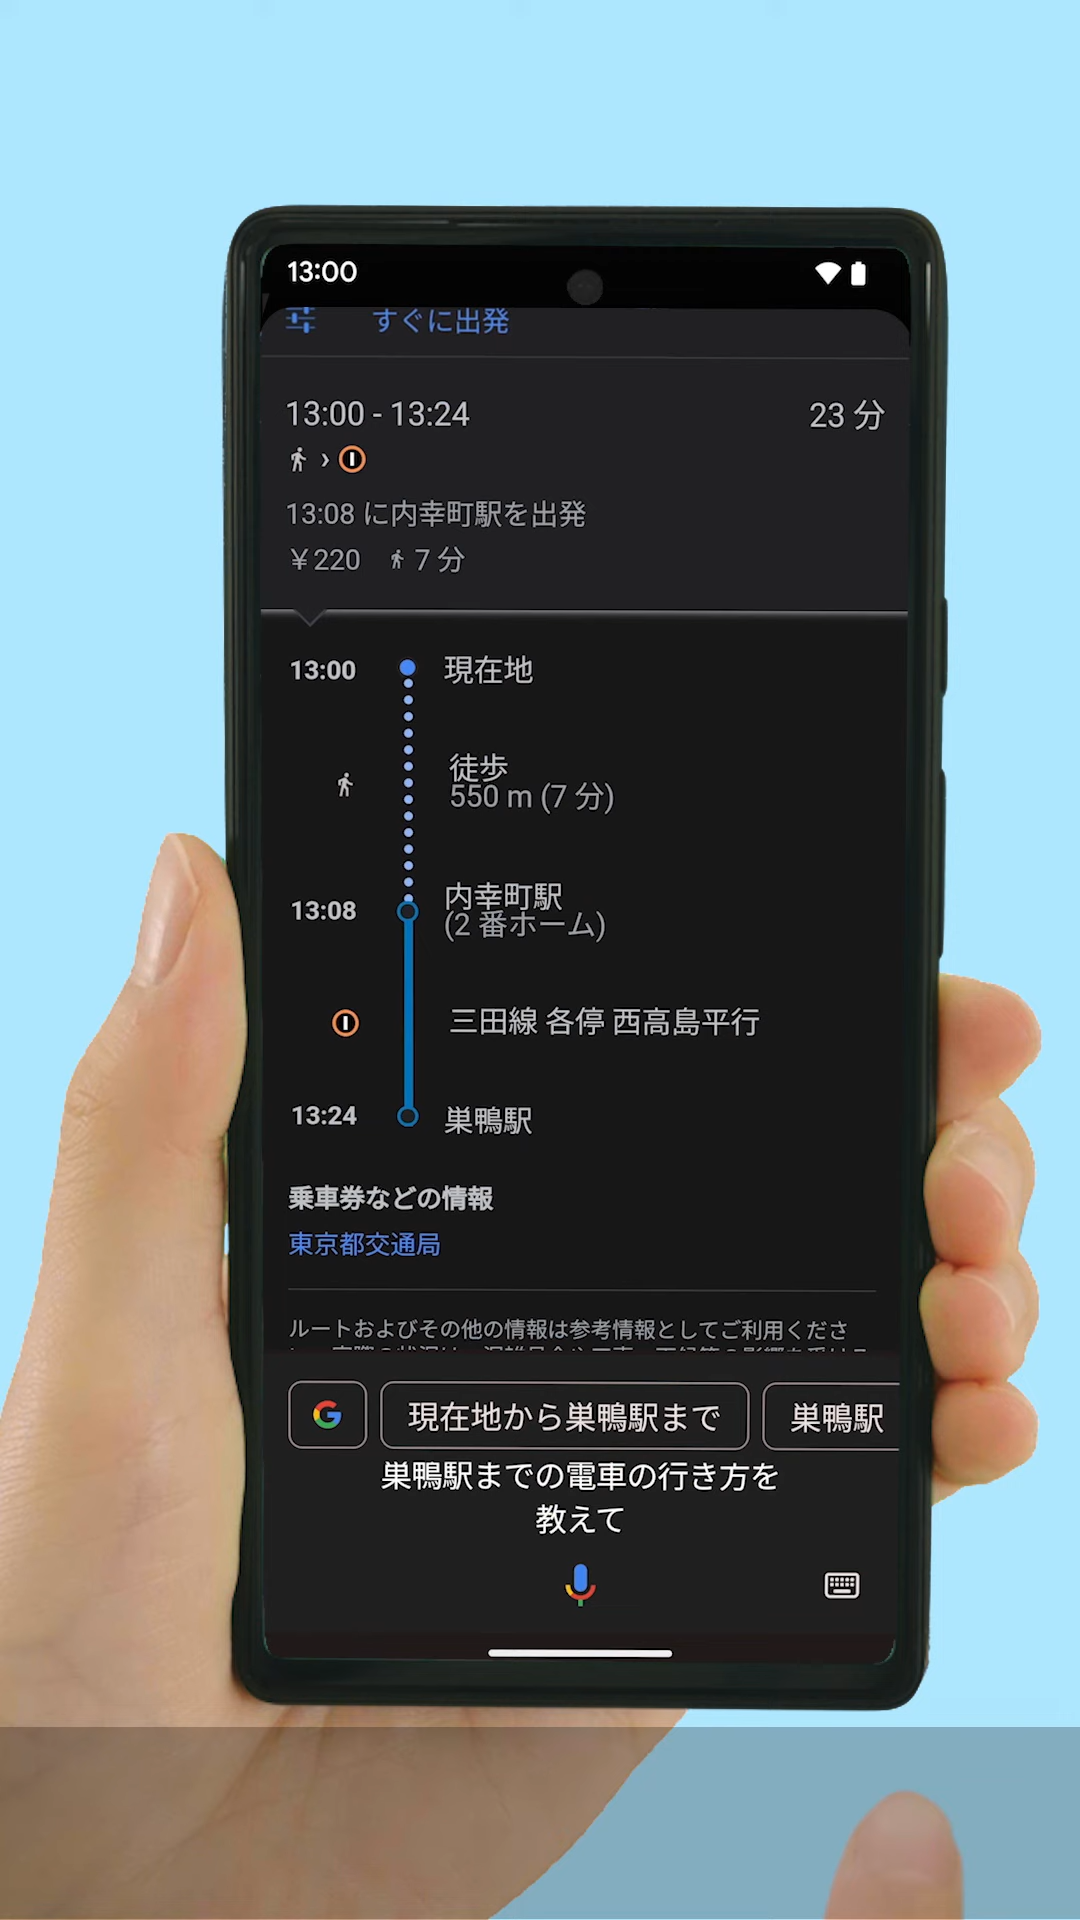 13:00
すぐに出発
13:00 - 13:24
23 分
13:08 に内幸町駅を出発
￥220 7 分
13:00 現在地
徒歩
550 m (7 分)
13:08 内幸町駅
(2 番ホーム)
三田線 各停 西高島平行
13:24 巣鴨駅
乗車券などの情報
東京都交通局
ルートおよびその他の情報は参考情報としてご利用くださ
現在地から巣鴨駅まで
巣鴨駅
巣鴨駅までの電車の行き方を
教えて